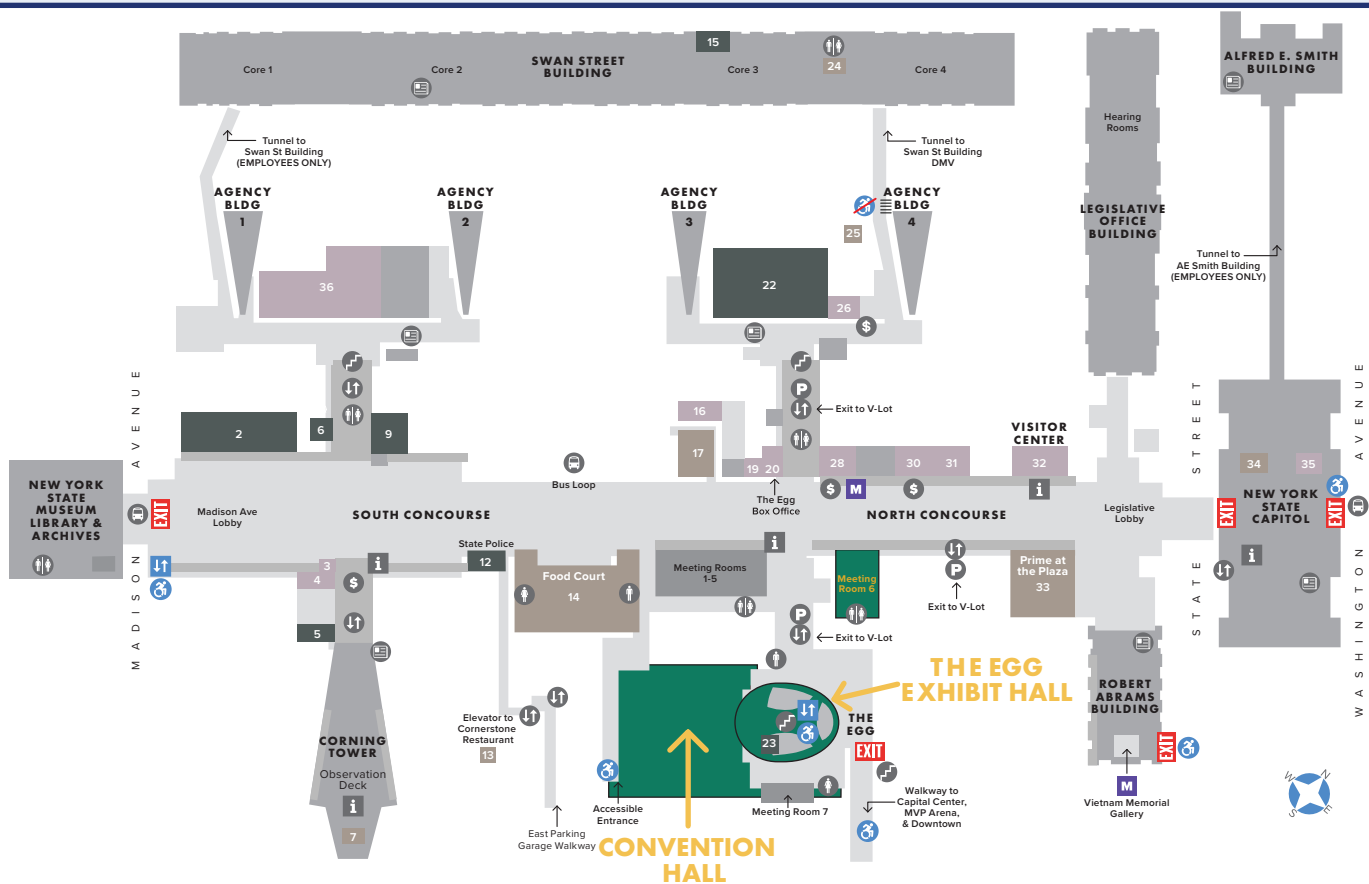 15
24
Core 1
Core 2
SWAN STREET
BUILDING
Core 3
Core 4
ALFRED E. SMITH
BUILDING
Hearing
Rooms
Tunnel to
Swan St Building
(EMPLOYEES ONLY)
Tunnel to
Swan St Building
DMV
AGENCY
BLDG
1
AGENCY
BLDG
2
AGENCY
BLDG
3
AGENCY
BLDG
4
25
LEGISLATIVE
OFFICE
BUILDING
Tunnel to
AE Smith Building
(EMPLOYEES ONLY)
36
22
26
$
P
Exit to V-Lot
MADISON AVENUE
2
6
9
16
17
19
20
28
30
31
VISITOR
CENTER
32
i
STATE STREET
34
35
WASHINGTON AVENUE
NEW YORK
STATE
MUSEUM
LIBRARY &
ARCHIVES
EXIT
Madison Ave
Lobby
SOUTH CONCOURSE
Bus Loop
The Egg
Box Office
$
M
$
NORTH CONCOURSE
Legislative
Lobby
EXIT
NEW YORK
STATE
CAPITOL
EXIT
i
State Police
12
3
4
5
i
$
Food Court
14
Meeting Rooms
1-5
i
Meeting
Room 6
P
Exit to V-Lot
Prime at
the Plaza
33
P
Exit to V-Lot
THE EGG
EXHIBIT HALL
ROBERT
ABRAMS
BUILDING
EXIT
M
Vietnam Memorial
Gallery
CORNING
TOWER
Observation
Deck
i
7
Elevator to
Cornerstone
Restaurant
13
East Parking
Garage Walkway
Accessible
Entrance
23
THE
EGG
EXIT
Meeting Room 7
Walkway to
Capital Center,
MVP Arena,
& Downtown
CONVENTION
HALL
W
N
S
E